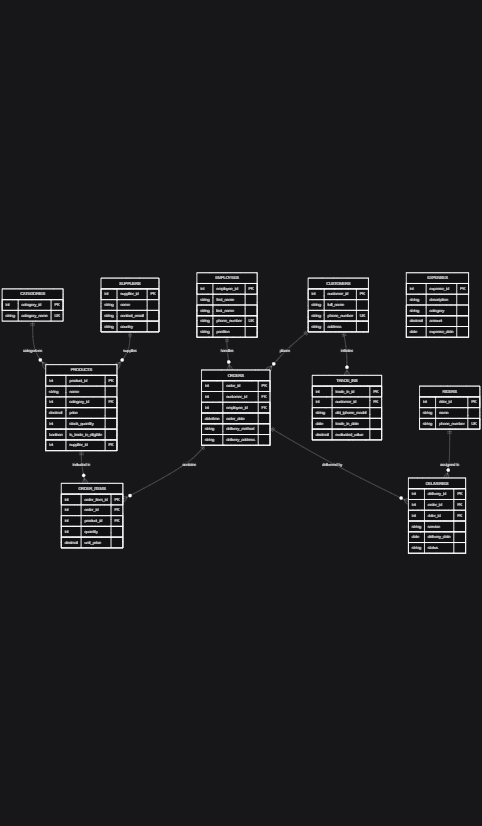 CATEGORIES
int category_id PK
string category_name UK
SUPPLIERS
int supplier_id PK
string name
string contact_email
string country
EMPLOYEES
int employee_id PK
string first_name
string last_name
string phone_number UK
string position
CUSTOMERS
int customer_id PK
string full_name
string phone_number UK
string address
EXPENSES
int expense_id PK
string description
string category
decimal amount
date expense_date
categorizes
supplies
handles
places
initiates
PRODUCTS
int product_id PK
string name
int category_id FK
decimal price
int stock_quantity
boolean is_trade_in_eligible
int supplier_id FK
ORDERS
int order_id PK
int customer_id FK
int employee_id FK
datetime order_date
string delivery_method
string delivery_address
TRADE_INS
int trade_in_id PK
int customer_id FK
string old_phone_model
date trade_in_date
decimal evaluated_value
RIDERS
int rider_id PK
string name
string phone_number UK
included in
contains
delivered by
assigned to
ORDER_ITEMS
int order_item_id PK
int order_id FK
int product_id FK
int quantity
decimal unit_price
DELIVERIES
int delivery_id PK
int order_id FK
int rider_id FK
string
date delivery_date
string status